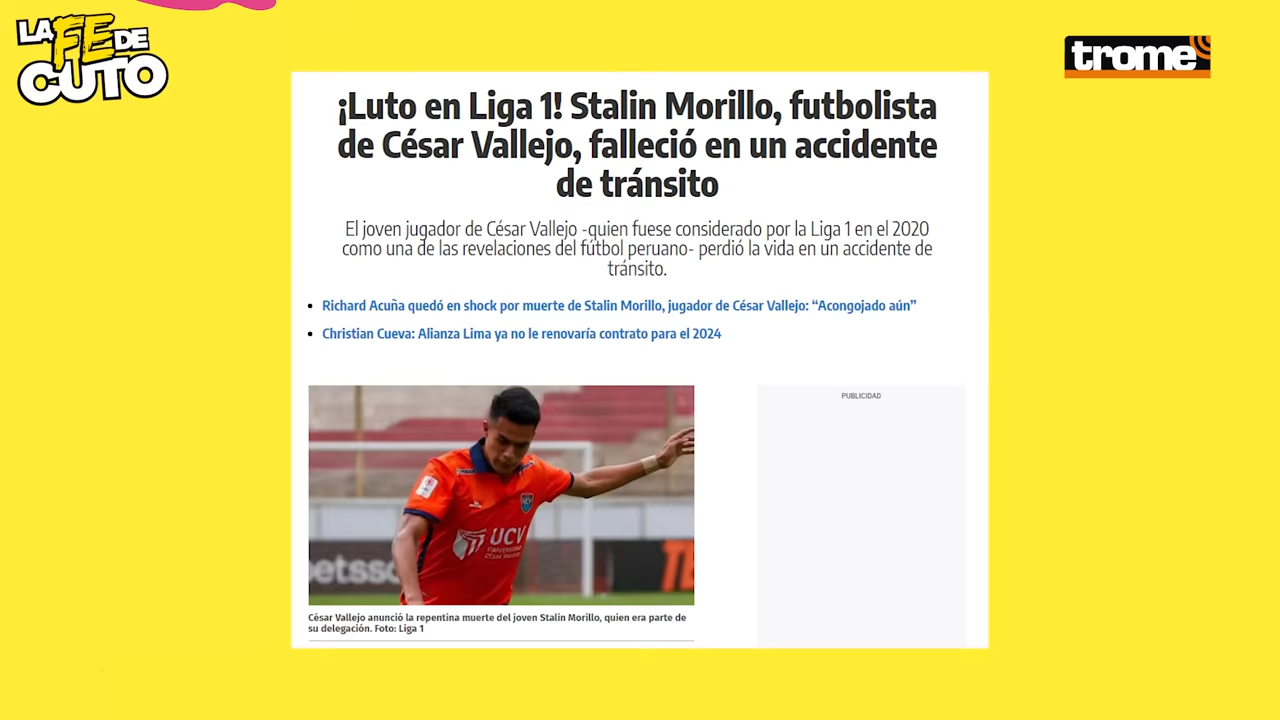 LA FE DE
CUTO
trome
¡Luto en Liga 1! Stalin Morillo, futbolista
de César Vallejo, falleció en un accidente
de tránsito
El joven jugador de César Vallejo -quien fuese considerado por la Liga 1 en el 2020
como una de las revelaciones del fútbol peruano- perdió la vida en un accidente de
tránsito.
Richard Acuña quedó en shock por muerte de Stalin Morillo, jugador de César Vallejo: “Acongojado aún”
Christian Cueva: Alianza Lima ya no le renovaría contrato para el 2024
PUBLICIDAD
UCV
UNIVERSIDAD
CÉSAR VALLEJO
betsso
TE
César Vallejo anunció la repentina muerte del joven Stalin Morillo, quien era parte de
su delegación. Foto: Liga 1